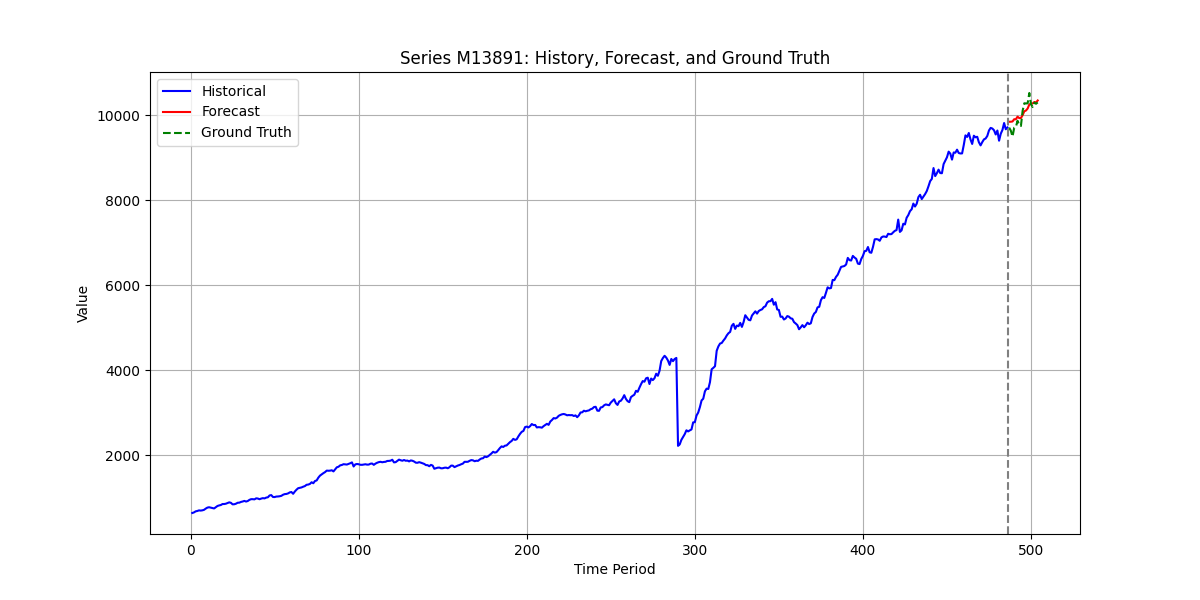 Series M13891: History, Forecast, and Ground Truth
Historical
Forecast
Ground Truth
10000
8000
6000
4000
2000
Value
0 100 200 300 400 500
Time Period